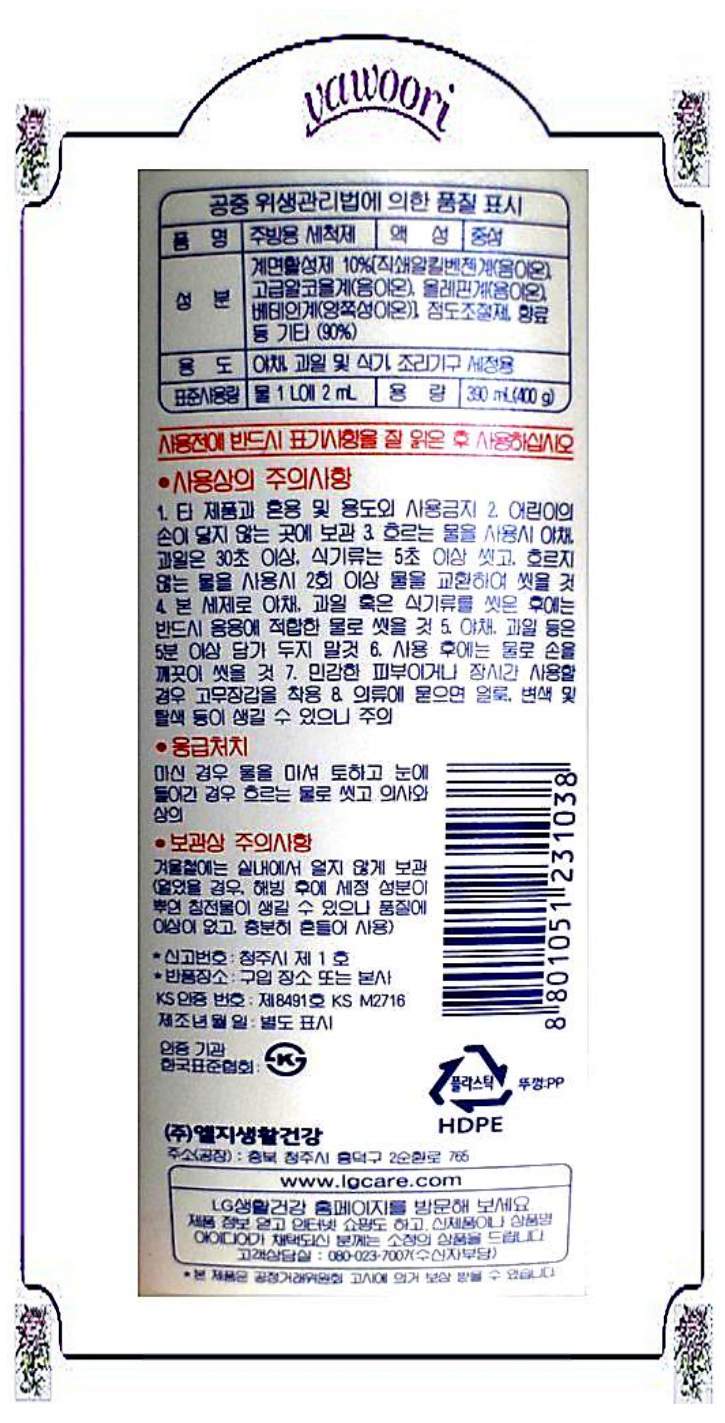 yawoori
공중 위생관리법에 의한 품질 표시
품 명 주방용 세척제 액 성 중성
성 분 계면활성제 10%[직쇄알킬벤젠계(음이온),
고급알코올계(음이온), 올레핀계(음이온),
베테인계(양쪽성이온)], 점도조절제, 향료
등 기타 (90%)
용 도 야채, 과일 및 식기, 조리기구 세정용
표준사용량 물 1 L에 2 mL 용 량 390 mL(400 g)
사용전에 반드시 표기사항을 잘 읽은 후 사용하십시오
• 사용상의 주의사항
1. 타 제품과 혼용 및 용도외 사용금지 2. 어린이의
손이 닿지 않는 곳에 보관 3. 흐르는 물을 사용시 야채,
과일은 30초 이상, 식기류는 5초 이상 씻고, 흐르지
않는 물을 사용시 2회 이상 물을 교환하여 씻을 것
4. 본 세제로 야채, 과일 혹은 식기류를 씻은 후에는
반드시 음용에 적합한 물로 씻을 것 5. 야채, 과일 등은
5분 이상 담가 두지 말것 6. 사용 후에는 물로 손을
깨끗이 씻을 것 7. 민감한 피부이거나 장시간 사용할
경우 고무장갑을 착용 8. 의류에 묻으면 얼룩, 변색 및
탈색 등이 생길 수 있으니 주의
• 응급처치
마신 경우 물을 마셔 토하고 눈에
들어간 경우 흐르는 물로 씻고 의사와
상의
• 보관상 주의사항
겨울철에는 실내에서 얼지 않게 보관
(얼었을 경우, 해빙 후에 세정 성분이
뿌연 침전물이 생길 수 있으나 품질에
이상이 없고, 충분히 흔들어 사용)
* 신고번호 : 청주시 제 1 호
* 반품장소 : 구입 장소 또는 본사
KS인증 번호 : 제8491호 KS M2716
제조년월일 : 별도 표시
인증 기관
한국표준협회 :
8 801051 231038
플라스틱
뚜껑:PP
HDPE
(주)엘지생활건강
주소(공장) : 충북 청주시 흥덕구 2순환로 765
www.lgcare.com
LG생활건강 홈페이지를 방문해 보세요
제품 정보 얻고 인터넷 쇼핑도 하고, 신제품이나 상품명
아이디어가 채택되신 분께는 소정의 상품을 드립니다.
고객상담실 : 080-023-7007(수신자부담)
* 본 제품은 공정거래위원회 고시에 의거 보상 받을 수 있습니다.